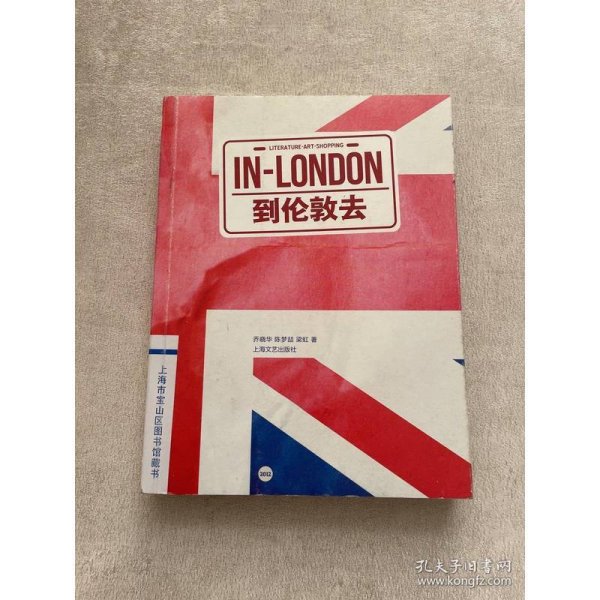 LITERATURE·ART·SHOPPING
IN-LONDON
到伦敦去
齐晓华 陈梦喆 梁虹 著
上海文艺出版社
上海市宝山区图书馆藏书
2012
孔夫子旧书网
www.kongfz.com